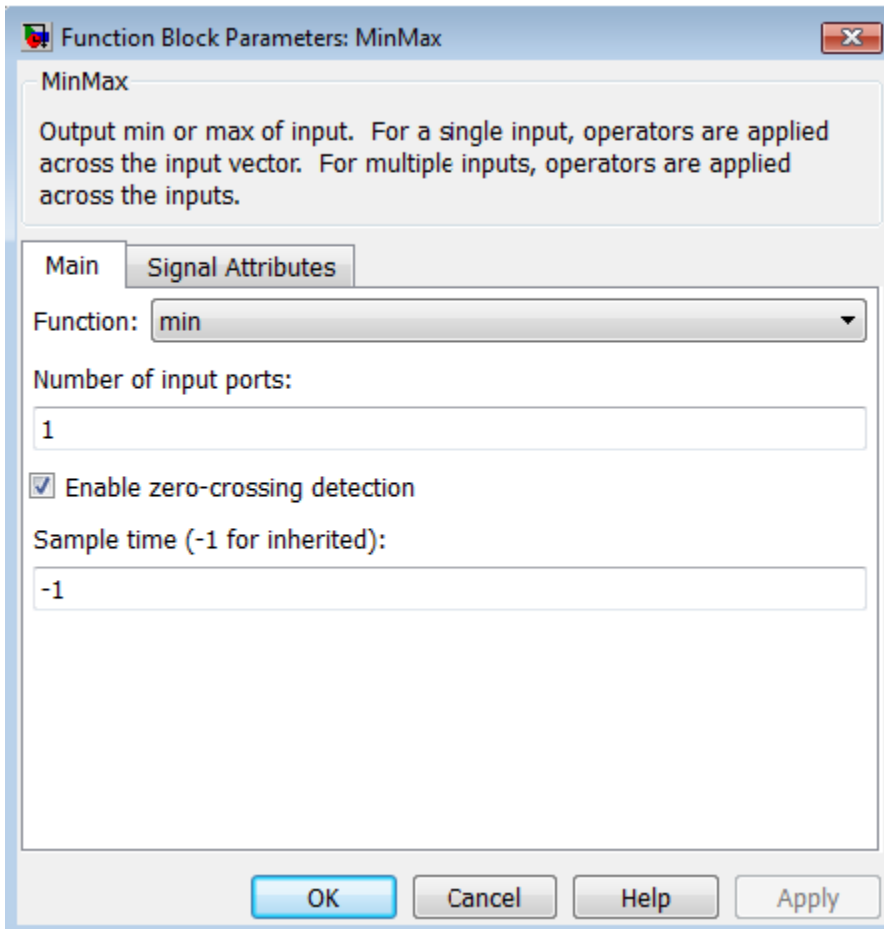 Function Block Parameters: MinMax
MinMax
Output min or max of input.  For a single input, operators are applied
across the input vector.  For multiple inputs, operators are applied
across the inputs.
Main
Signal Attributes
Function:
min
Number of input ports:
1
Enable zero-crossing detection
Sample time (-1 for inherited):
-1
OK
Cancel
Help
Apply